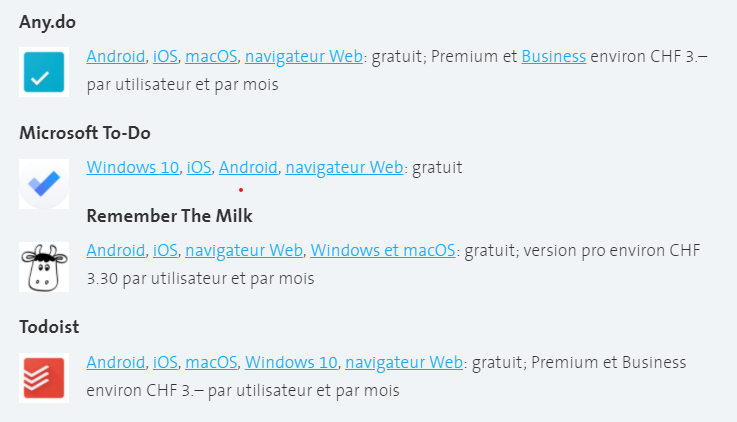 Any.do
Android, iOS, macOS, navigateur Web: gratuit; Premium et Business environ CHF 3.–
par utilisateur et par mois
Microsoft To-Do
Windows 10, iOS, Android, navigateur Web: gratuit
Remember The Milk
Android, iOS, navigateur Web, Windows et macOS: gratuit; version pro environ CHF
3.30 par utilisateur et par mois
Todoist
Android, iOS, macOS, Windows 10, navigateur Web: gratuit; Premium et Business
environ CHF 3.– par utilisateur et par mois